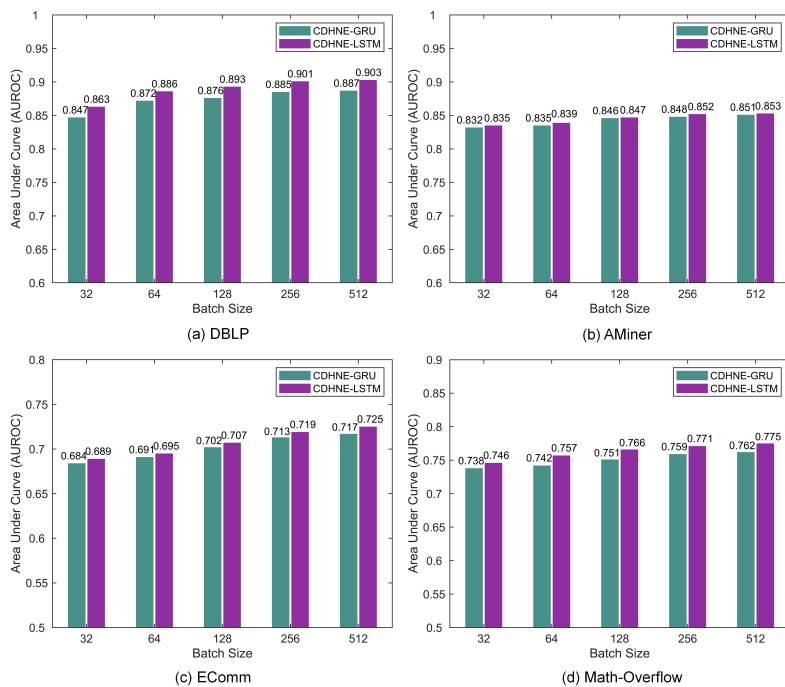 CDHNE-GRU
CDHNE-LSTM
Area Under Curve (AUROC)
1
0.95
0.9
0.85
0.8
0.75
0.7
0.65
0.6
0.847 0.863 0.872 0.886 0.876 0.893 0.885 0.901 0.887 0.903
32 64 128 256 512
Batch Size
(a) DBLP
CDHNE-GRU
CDHNE-LSTM
Area Under Curve (AUROC)
1
0.95
0.9
0.85
0.8
0.75
0.7
0.65
0.6
0.832 0.835 0.835 0.839 0.846 0.847 0.848 0.852 0.851 0.853
32 64 128 256 512
Batch Size
(b) AMiner
CDHNE-GRU
CDHNE-LSTM
Area Under Curve (AUROC)
0.8
0.75
0.7
0.65
0.6
0.55
0.5
0.684 0.689 0.691 0.695 0.702 0.707 0.713 0.719 0.717 0.725
32 64 128 256 512
Batch Size
(c) EComm
CDHNE-GRU
CDHNE-LSTM
Area Under Curve (AUROC)
0.9
0.85
0.8
0.75
0.7
0.65
0.6
0.55
0.5
0.738 0.746 0.742 0.757 0.751 0.766 0.759 0.771 0.762 0.775
32 64 128 256 512
Batch Size
(d) Math-Overflow